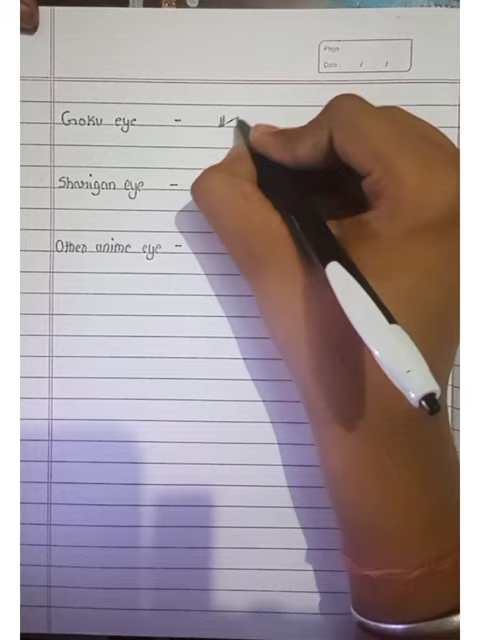 Page :
Date : / /
Goku eye -
Sharigan eye -
Other anime eye -